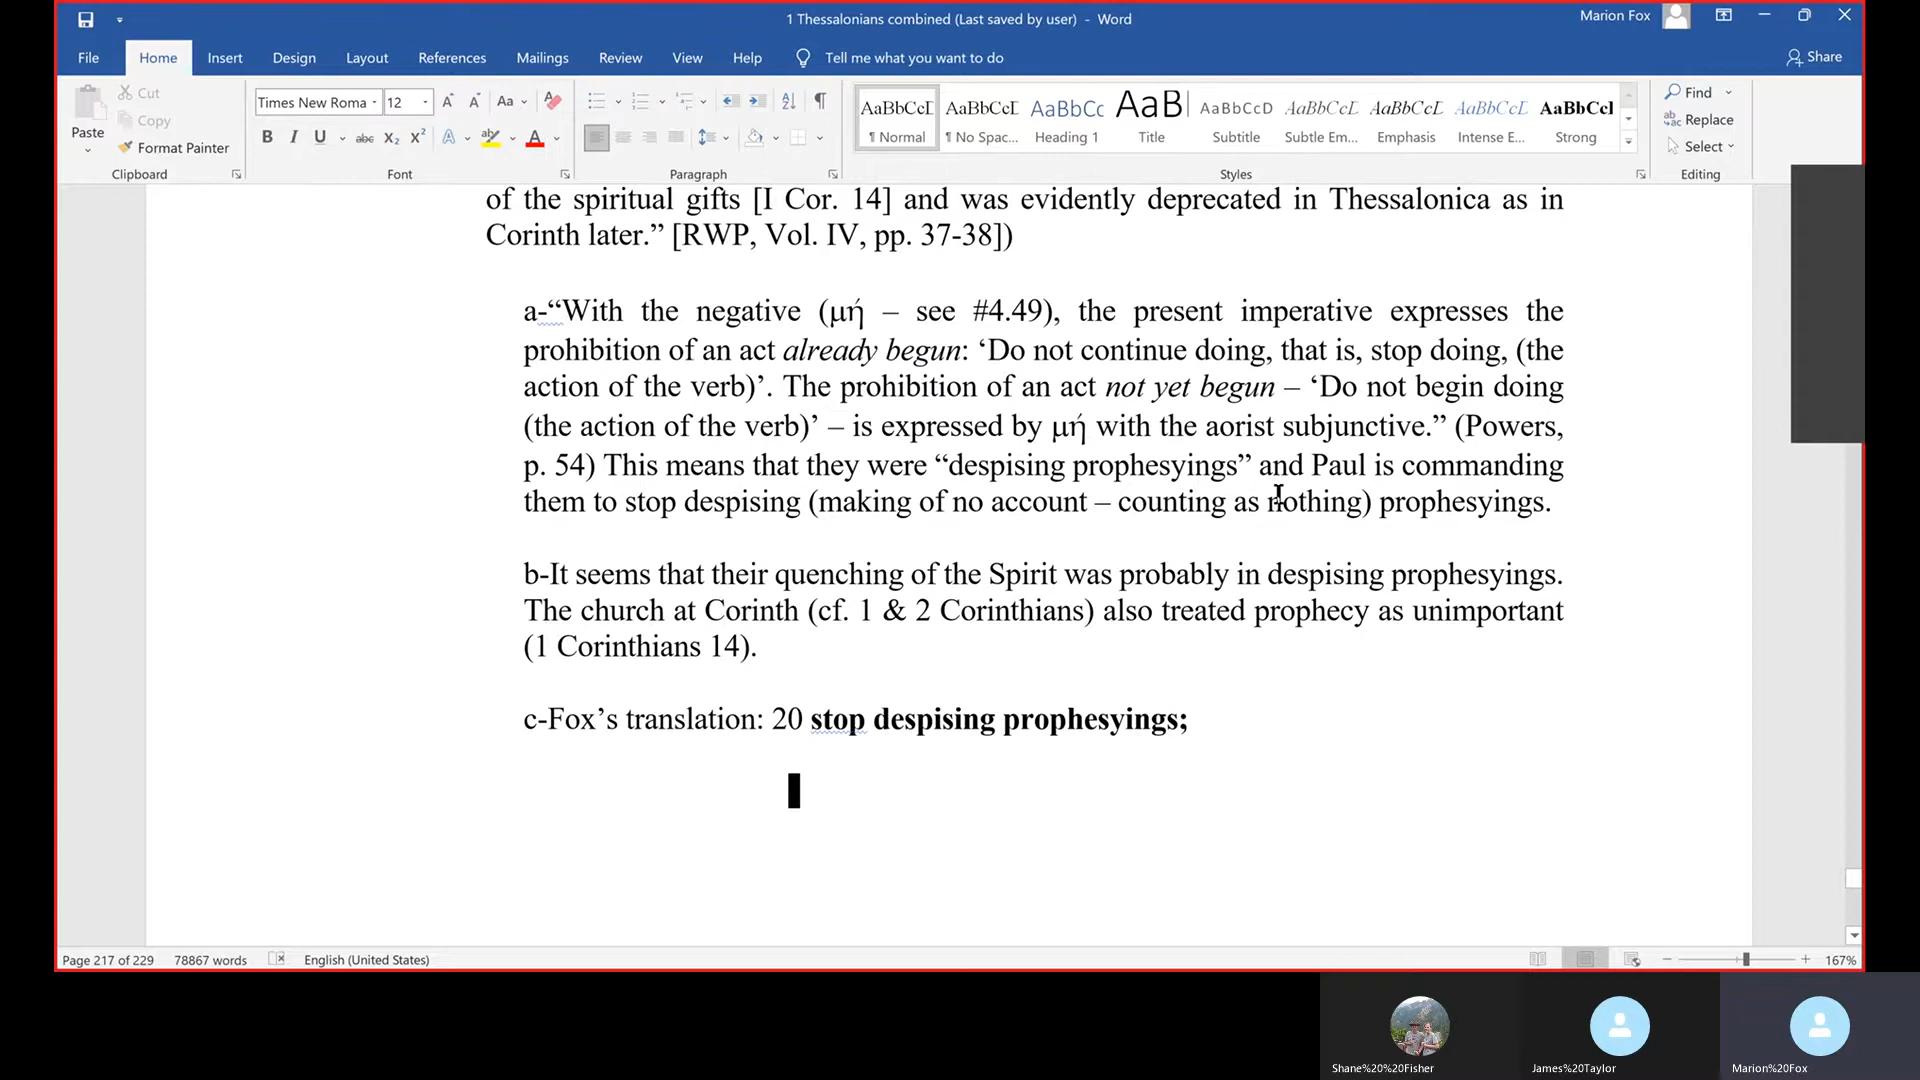 1 Thessalonians combined (Last saved by user) - Word
Marion Fox
File Home Insert Design Layout References Mailings Review View Help Tell me what you want to do Share
Paste Cut Copy Format Painter
Clipboard
Times New Roma 12
Font
Paragraph
AaBbCcD AaBbCcD AaBbCc AaB AaBbCcD AaBbCcD AaBbCcD AaBbCcD AaBbCcl
¶ Normal ¶ No Spac... Heading 1 Title Subtitle Subtle Em... Emphasis Intense E... Strong
Styles
Find
Replace
Select
Editing
of the spiritual gifts [I Cor. 14] and was evidently deprecated in Thessalonica as in
Corinth later.” [RWP, Vol. IV, pp. 37-38])
a-“With the negative (μή – see #4.49), the present imperative expresses the
prohibition of an act already begun: ‘Do not continue doing, that is, stop doing, (the
action of the verb)’. The prohibition of an act not yet begun – ‘Do not begin doing
(the action of the verb)’ – is expressed by μή with the aorist subjunctive.” (Powers,
p. 54) This means that they were “despising prophesyings” and Paul is commanding
them to stop despising (making of no account – counting as nothing) prophesyings.
b-It seems that their quenching of the Spirit was probably in despising prophesyings.
The church at Corinth (cf. 1 & 2 Corinthians) also treated prophecy as unimportant
(1 Corinthians 14).
c-Fox’s translation: 20 stop despising prophesyings;
Page 217 of 229 78867 words English (United States) 167%
Shane%20%20Fisher James%20Taylor Marion%20Fox